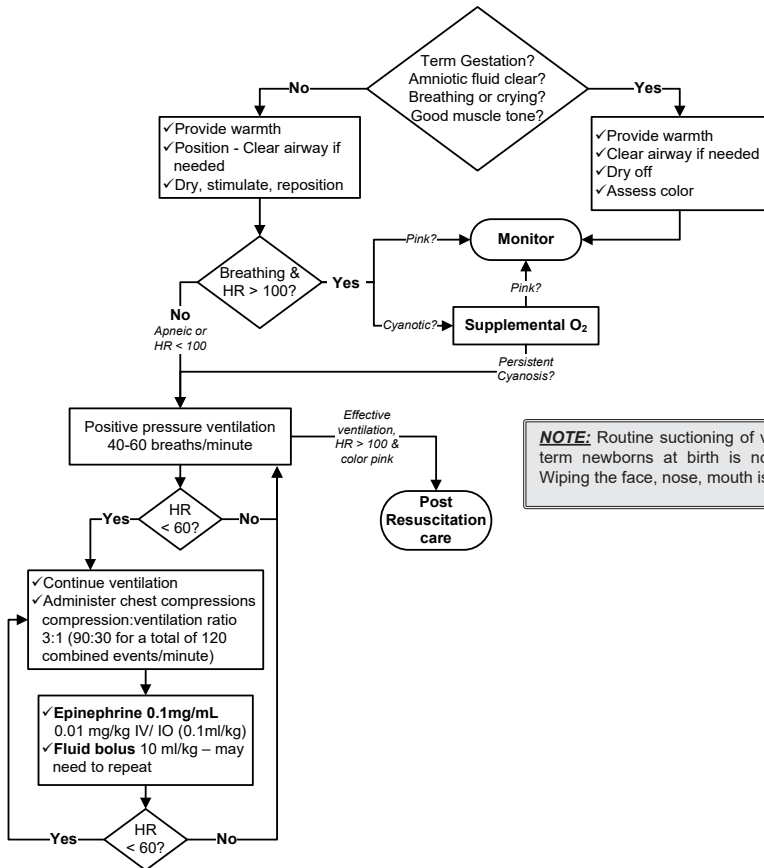 Term Gestation?
Amniotic fluid clear?
Breathing or crying?
Good muscle tone?
No
Yes
✓Provide warmth
✓Position - Clear airway if
needed
✓Dry, stimulate, reposition
✓Provide warmth
✓Clear airway if needed
✓Dry off
✓Assess color
Breathing &
HR > 100?
Yes
Pink?
Monitor
Pink?
Cyanotic?
Supplemental O₂
No
Apneic or
HR < 100
Persistent
Cyanosis?
Positive pressure ventilation
40-60 breaths/minute
Effective
ventilation,
HR > 100 &
color pink
NOTE: Routine suctioning of
term newborns at birth is
Wiping the face, nose, mouth
Post
Resuscitation
care
HR
< 60?
Yes
No
✓Continue ventilation
✓Administer chest compressions
compression:ventilation ratio
3:1 (90:30 for a total of 120
combined events/minute)
✓Epinephrine 0.1mg/mL
0.01 mg/kg IV/ IO (0.1ml/kg)
✓Fluid bolus 10 ml/kg – may
need to repeat
HR
< 60?
Yes
No